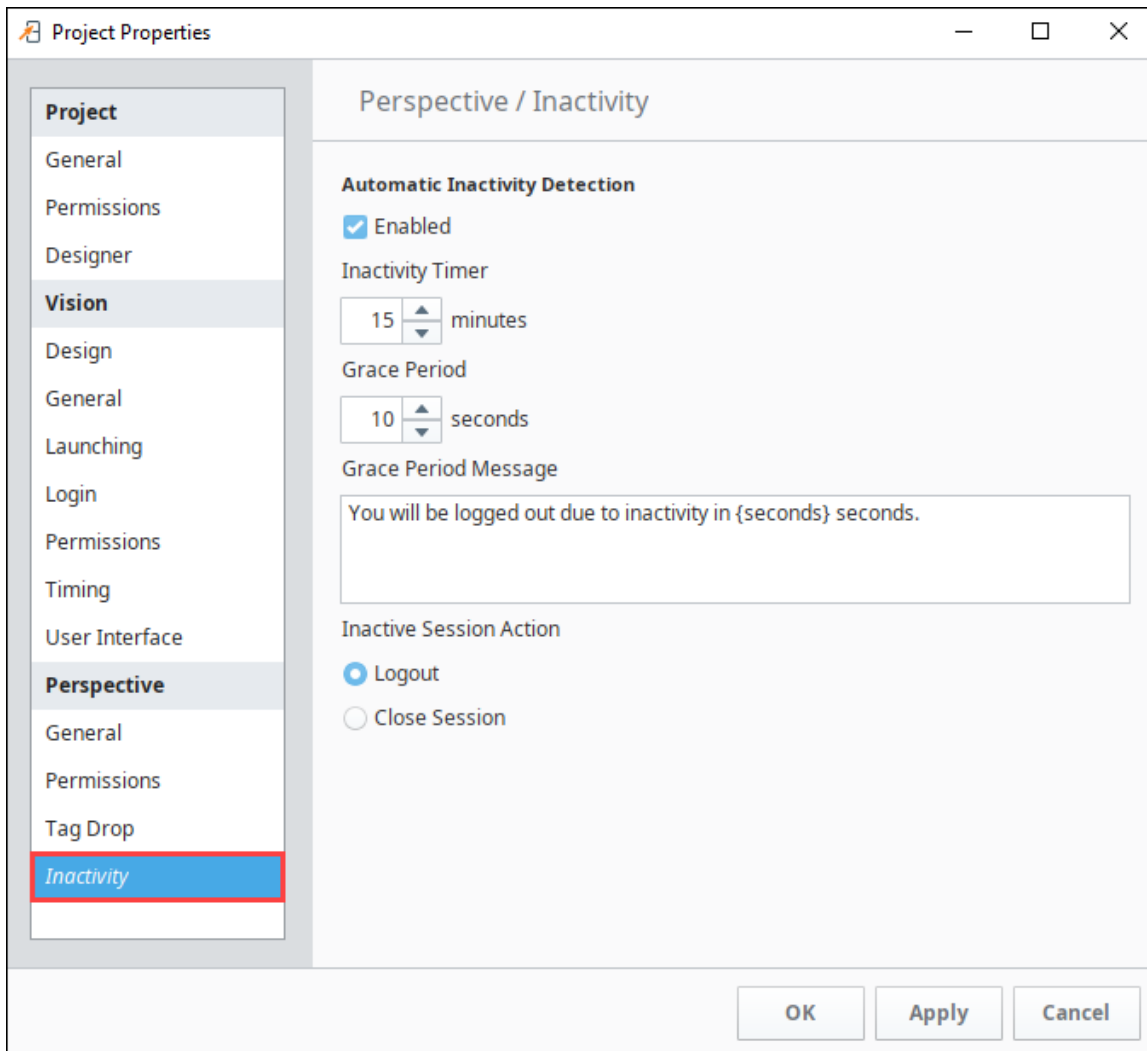 Project Properties
Project
General
Permissions
Designer
Vision
Design
General
Launching
Login
Permissions
Timing
User Interface
Perspective
General
Permissions
Tag Drop
Inactivity
Perspective / Inactivity
Automatic Inactivity Detection
Enabled
Inactivity Timer
15 minutes
Grace Period
10 seconds
Grace Period Message
You will be logged out due to inactivity in {seconds} seconds.
Inactive Session Action
Logout
Close Session
OK Apply Cancel